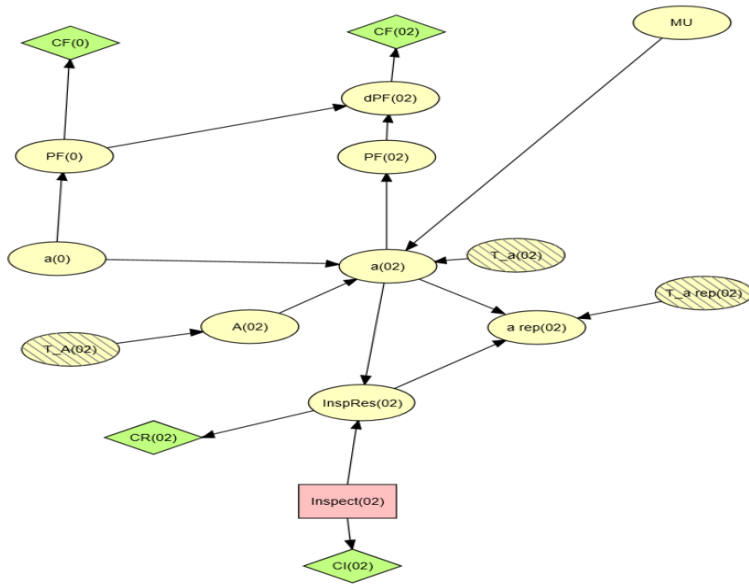 CF(0)
CF(02)
MU
dPF(02)
PF(0)
PF(02)
a(0)
a(02)
T_a(02)
T_a rep(02)
T_A(02)
A(02)
a rep(02)
InspRes(02)
CR(02)
Inspect(02)
CI(02)